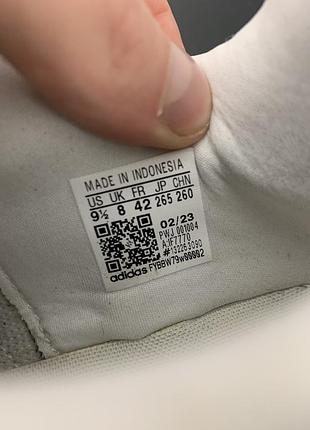 MADE IN INDONESIA
US UK FR JP CHN
9½ 8 42 265 260
02/23
PWJ 001004
#132263090
adidas